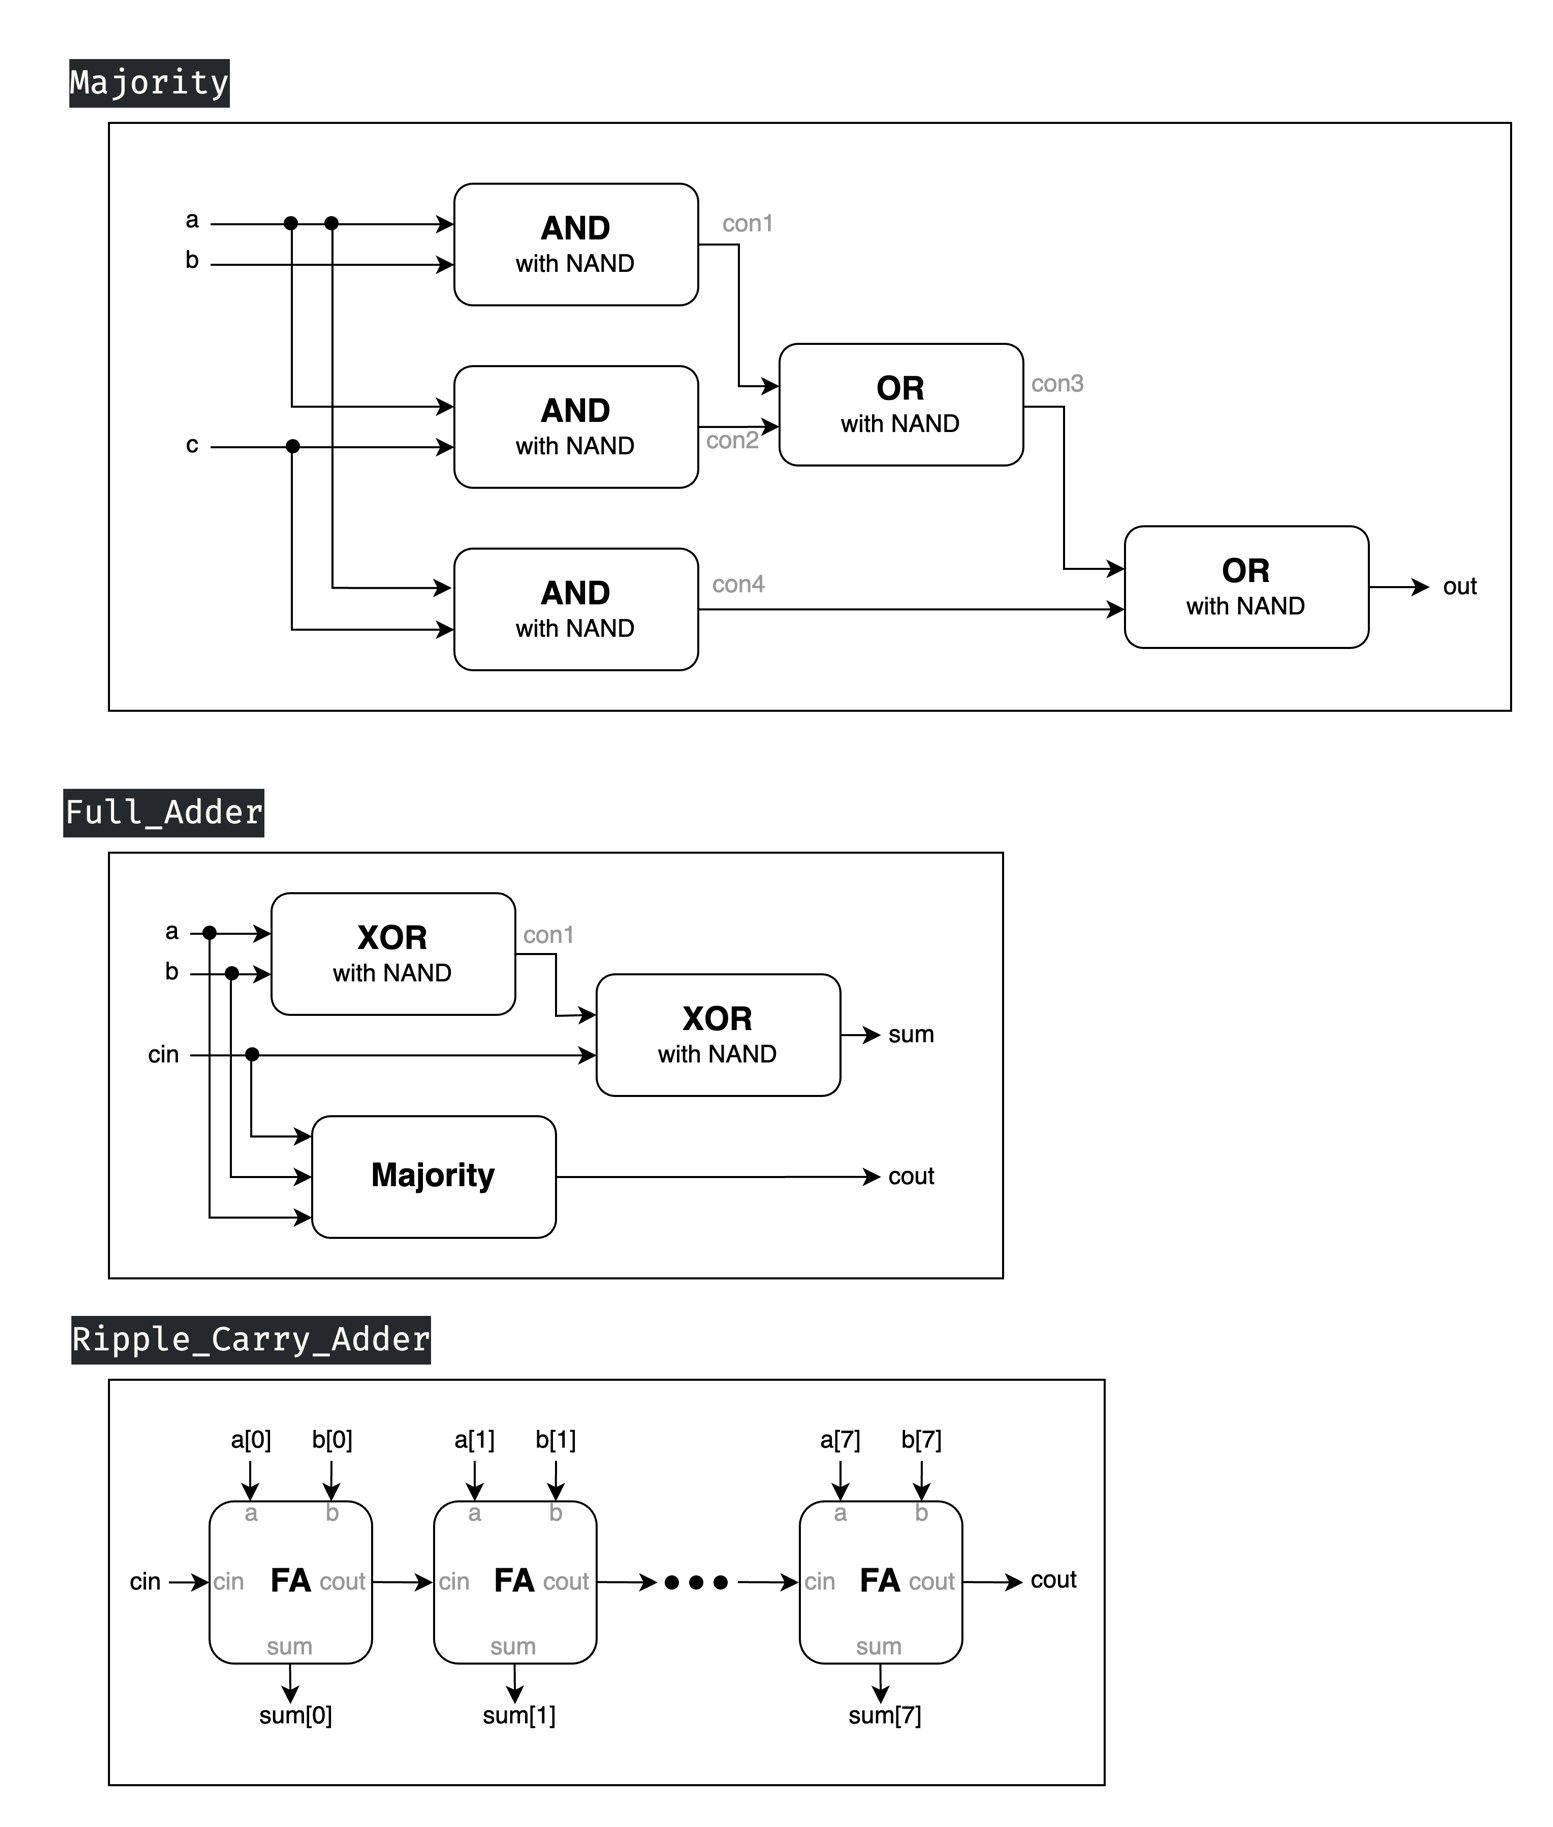 Majority
a
b
c
AND
with NAND
con1
AND
with NAND
con2
AND
with NAND
con4
OR
with NAND
con3
OR
with NAND
out
Full_Adder
a
b
cin
XOR
with NAND
con1
XOR
with NAND
sum
Majority
cout
Ripple_Carry_Adder
a[0] b[0] a[1] b[1] a[7] b[7]
a b a b a b
cin cin FA cout cin FA cout cin FA cout cout
sum sum sum
sum[0] sum[1] sum[7]